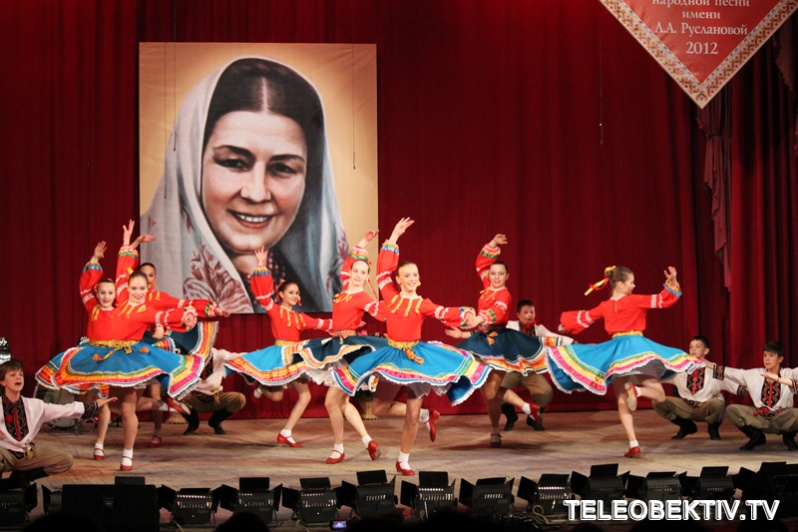 народной песни
имени
Л.А. Руслановой
2012
TELEOBEKTIV.TV